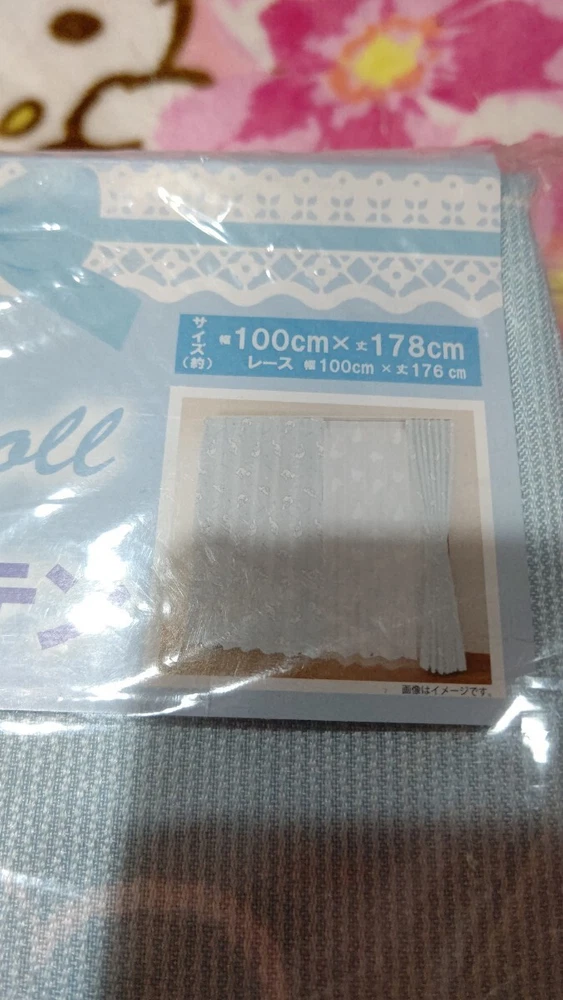 サイズ(約)
幅100cm×丈178cm
レース 幅100cm×丈176cm
oll
テン
画像はイメージです。